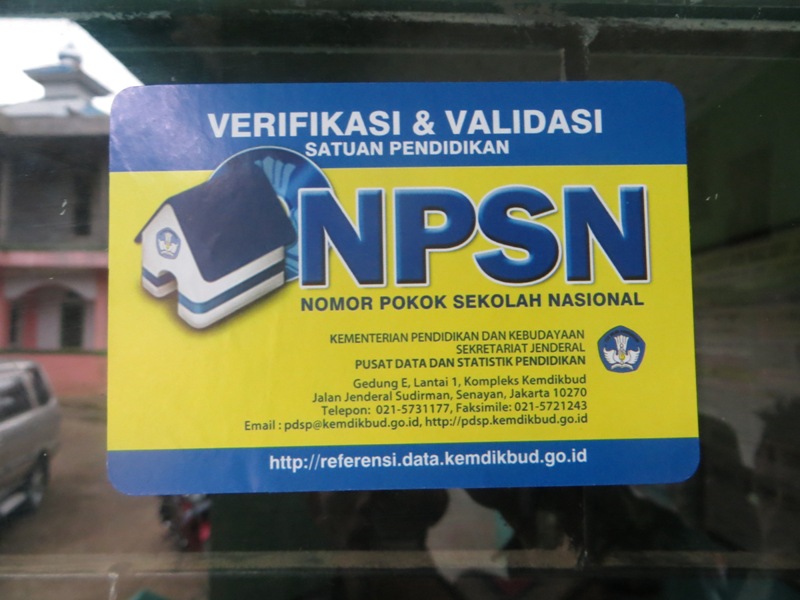 VERIFIKASI & VALIDASI
SATUAN PENDIDIKAN
NPSN
NOMOR POKOK SEKOLAH NASIONAL
KEMENTERIAN PENDIDIKAN DAN KEBUDAYAAN
SEKRETARIAT JENDERAL
PUSAT DATA DAN STATISTIK PENDIDIKAN
Gedung E, Lantai 1, Kompleks Kemdikbud
Jalan Jenderal Sudirman, Senayan, Jakarta 10270
Telepon: 021-5731177, Faksimile: 021-5721243
Email : pdsp@kemdikbud.go.id, http://pdsp.kemdikbud.go.id
http://referensi.data.kemdikbud.go.id